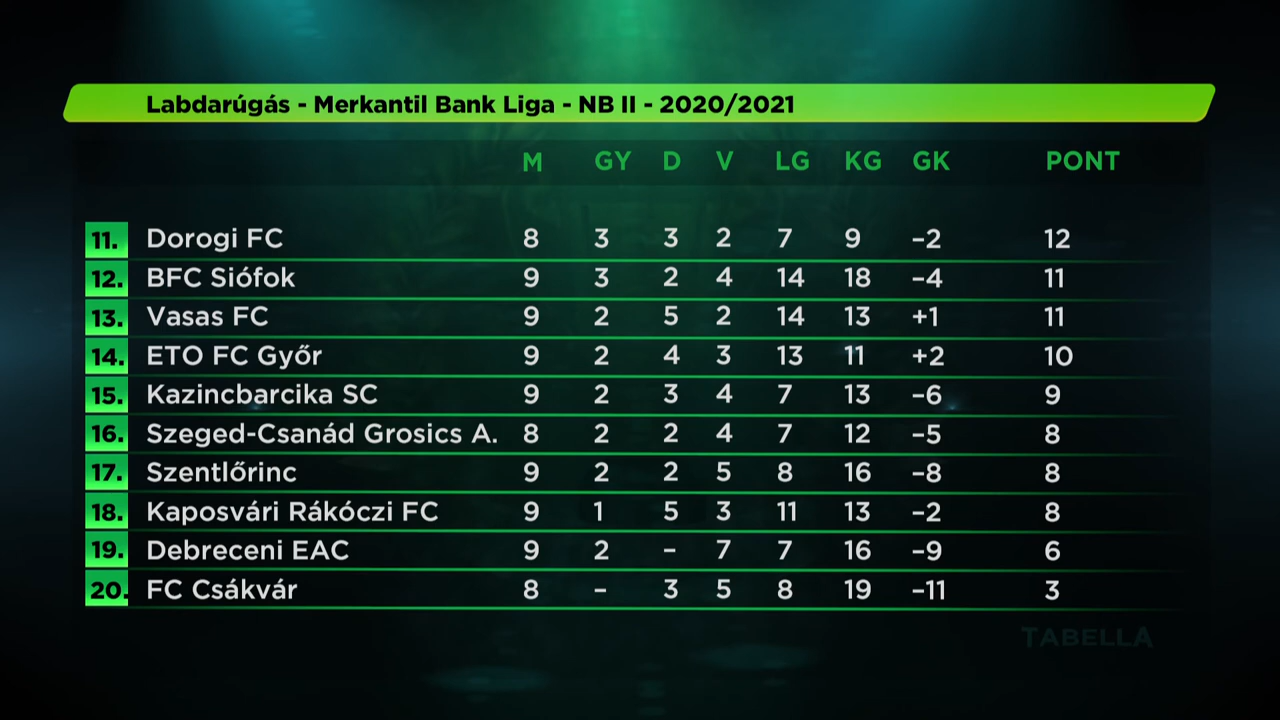 Labdarúgás - Merkantil Bank Liga - NB II - 2020/2021
M GY D V LG KG GK PONT
11. Dorogi FC 8 3 3 2 7 9 –2 12
12. BFC Siófok 9 3 2 4 14 18 –4 11
13. Vasas FC 9 2 5 2 14 13 +1 11
14. ETO FC Győr 9 2 4 3 13 11 +2 10
15. Kazincbarcika SC 9 2 3 4 7 13 –6 9
16. Szeged-Csanád Grosics A. 8 2 2 4 7 12 –5 8
17. Szentlőrinc 9 2 2 5 8 16 –8 8
18. Kaposvári Rákóczi FC 9 1 5 3 11 13 –2 8
19. Debreceni EAC 9 2 – 7 7 16 –9 6
20. FC Csákvár 8 – 3 5 8 19 –11 3
TABELLA